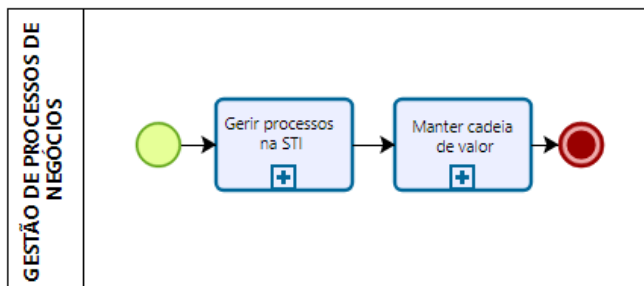 GESTÃO DE PROCESSOS DE
NEGÓCIOS
Gerir processos
na STI
Manter cadeia
de valor